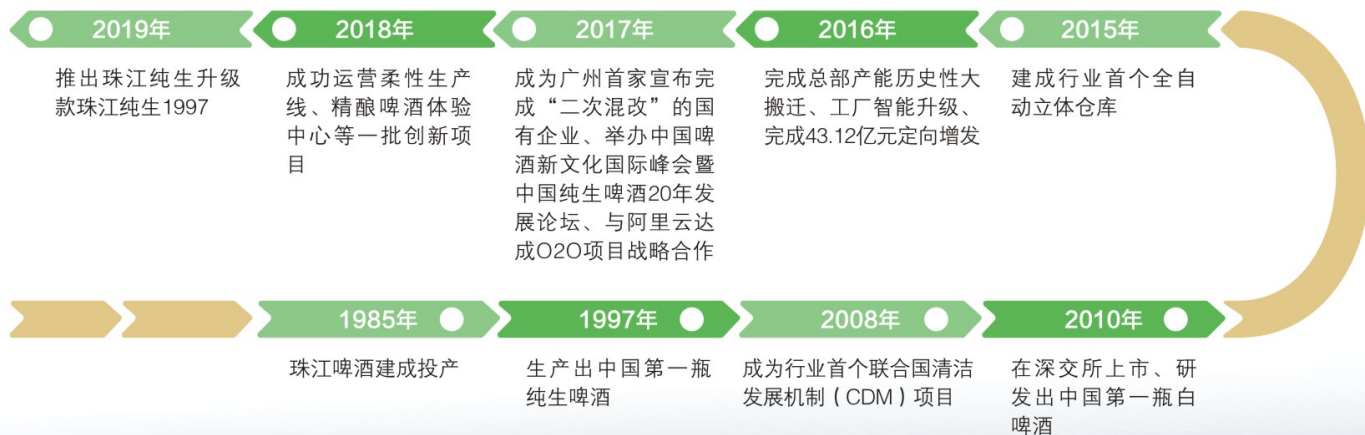 2019年
推出珠江纯生升级
款珠江纯生1997
2018年
成功运营柔性生产
线、精酿啤酒体验
中心等一批创新项
目
2017年
成为广州首家宣布完
成“二次混改”的国
有企业、举办中国啤
酒新文化国际峰会暨
中国纯生啤酒20年发
展论坛、与阿里云达
成O2O项目战略合作
2016年
完成总部产能历史性大
搬迁、工厂智能升级、
完成43.12亿元定向增发
2015年
建成行业首个全自
动立体仓库
1985年
珠江啤酒建成投产
1997年
生产出中国第一瓶
纯生啤酒
2008年
成为行业首个联合国清洁
发展机制（CDM）项目
2010年
在深交所上市、研
发出中国第一瓶白
啤酒